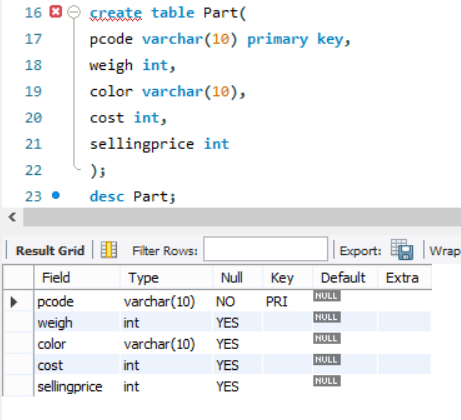 16 create table Part(
17 pcode varchar(10) primary key,
18 weigh int,
19 color varchar(10),
20 cost int,
21 sellingprice int
22 );
23 desc Part;
Result Grid Filter Rows: Export: Wrap
Field Type Null Key Default Extra
pcode varchar(10) NO PRI NULL
weigh int YES NULL
color varchar(10) YES NULL
cost int YES NULL
sellingprice int YES NULL